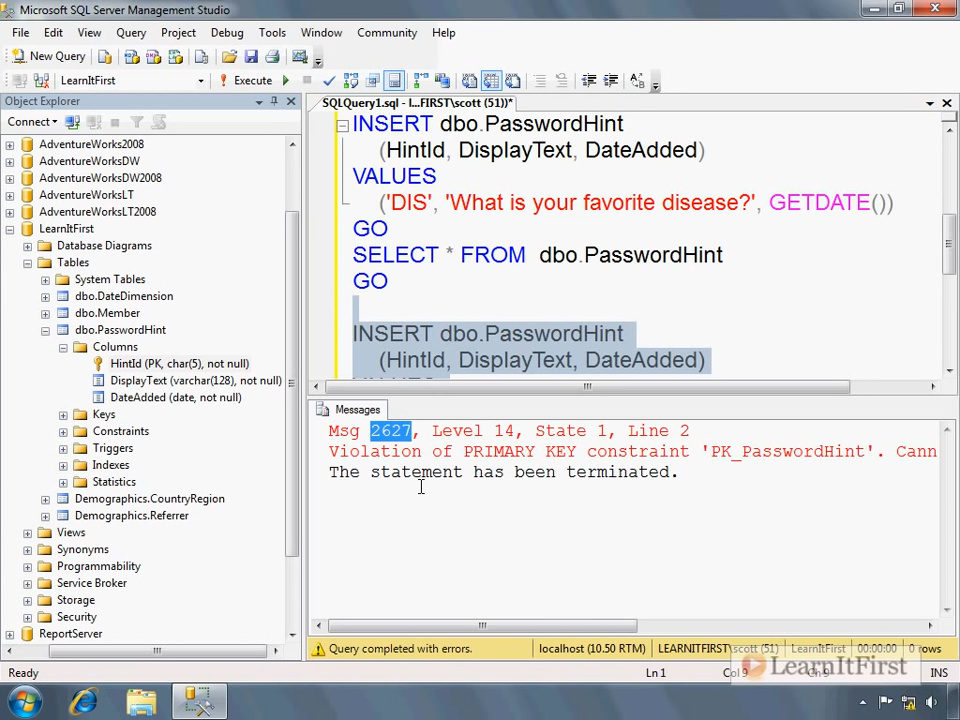 Microsoft SQL Server Management Studio
File Edit View Query Project Debug Tools Window Community Help
New Query
LearnItFirst Execute
Object Explorer
SQLQuery1.sql - l...FIRST\scott (51))*
Connect
AdventureWorks2008
AdventureWorksDW
AdventureWorksDW2008
AdventureWorksLT
AdventureWorksLT2008
LearnItFirst
Database Diagrams
Tables
System Tables
dbo.DateDimension
dbo.Member
dbo.PasswordHint
Columns
HintId (PK, char(5), not null)
DisplayText (varchar(128), not null)
DateAdded (date, not null)
Keys
Constraints
Triggers
Indexes
Statistics
Demographics.CountryRegion
Demographics.Referrer
Views
Synonyms
Programmability
Service Broker
Storage
Security
ReportServer
INSERT dbo.PasswordHint
(HintId, DisplayText, DateAdded)
VALUES
('DIS', 'What is your favorite disease?', GETDATE())
GO
SELECT * FROM dbo.PasswordHint
GO
INSERT dbo.PasswordHint
(HintId, DisplayText, DateAdded)
Messages
Msg 2627, Level 14, State 1, Line 2
Violation of PRIMARY KEY constraint 'PK_PasswordHint'. Cann
The statement has been terminated.
Query completed with errors. localhost (10.50 RTM) LEARNITFIRST\scott (51) LearnItFirst 00:00:00 0 rows
Ready Ln 1 Col 9 Ch 9 INS
LearnItFirst